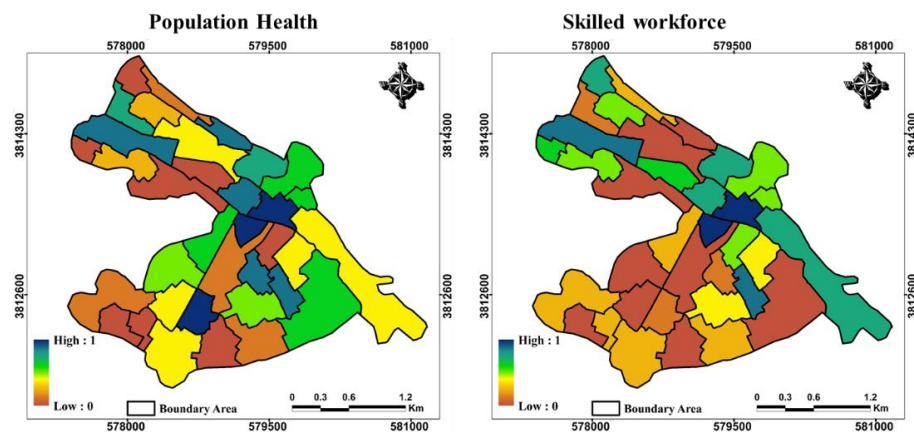 Population Health
578000 579500 581000
3814300
3812600
3814300
3812600
High : 1
Low : 0
Boundary Area
0 0.3 0.6 1.2
Km
578000 579500 581000
Skilled workforce
578000 579500 581000
3814300
3812600
3814300
3812600
High : 1
Low : 0
Boundary Area
0 0.3 0.6 1.2
Km
578000 579500 581000